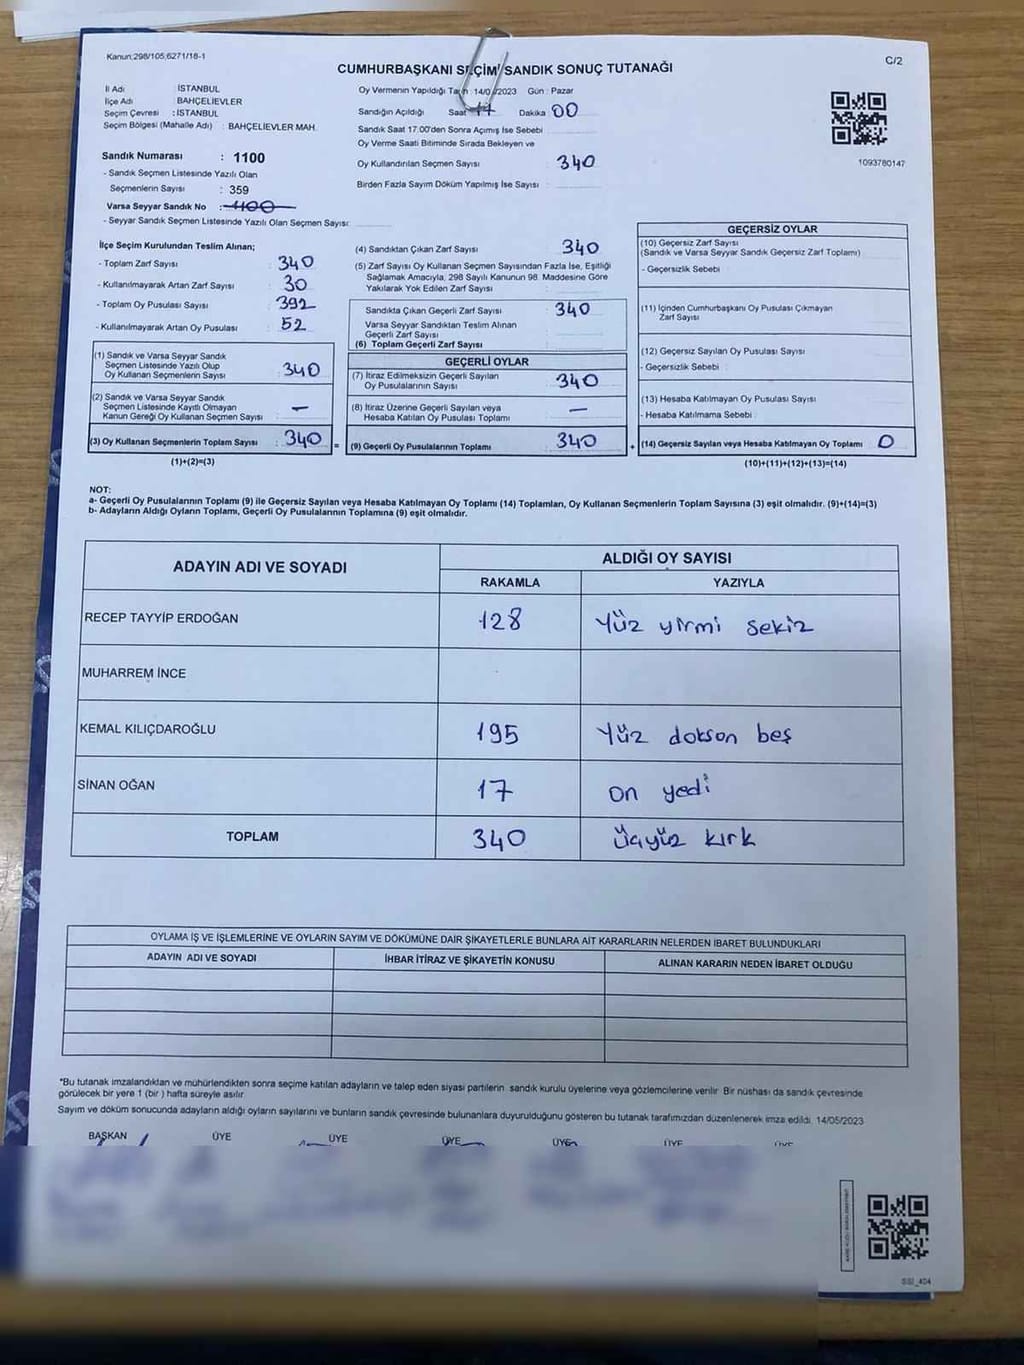 Kanun;298/105;6271/18-1
CUMHURBAŞKANI SEÇİMİ SANDIK SONUÇ TUTANAĞI
C/2
İl Adı : İSTANBUL
İlçe Adı : BAHÇELİEVLER
Seçim Çevresi : İSTANBUL
Seçim Bölgesi (Mahalle Adı) : BAHÇELİEVLER MAH.
Sandık Numarası : 1100
- Sandık Seçmen Listesinde Yazılı Olan
Seçmenlerin Sayısı : 359
Varsa Seyyar Sandık No : 1100
- Seyyar Sandık Seçmen Listesinde Yazılı Olan Seçmen Sayısı:
Oy Vermenin Yapıldığı Tarih : 14/05/2023 Gün : Pazar
Sandığın Açıldığı Saat 17 Dakika 00
Sandık Saat 17:00'den Sonra Açımış İse Sebebi
Oy Verme Saati Bitiminde Sırada Bekleyen ve
Oy Kullandırılan Seçmen Sayısı 340
Birden Fazla Sayım Döküm Yapılmış İse Sayısı
1093780147
İlçe Seçim Kurulundan Teslim Alınan;
- Toplam Zarf Sayısı 340
- Kullanılmayarak Artan Zarf Sayısı 30
- Toplam Oy Pusulası Sayısı 392
- Kullanılmayarak Artan Oy Pusulası 52
(4) Sandıktan Çıkan Zarf Sayısı 340
(5) Zarf Sayısı Oy Kullanan Seçmen Sayısından Fazla İse, Eşitliği
Sağlamak Amacıyla, 298 Sayılı Kanunun 98. Maddesine Göre
Yakılarak Yok Edilen Zarf Sayısı
Sandıkta Çıkan Geçerli Zarf Sayısı 340
Varsa Seyyar Sandıktan Teslim Alınan
Geçerli Zarf Sayısı
(6) Toplam Geçerli Zarf Sayısı
GEÇERSİZ OYLAR
(10) Geçersiz Zarf Sayısı
(Sandık ve Varsa Seyyar Sandık Geçersiz Zarf Toplamı)
- Geçersizlik Sebebi
(11) İçinden Cumhurbaşkanı Oy Pusulası Çıkmayan
Zarf Sayısı
(12) Geçersiz Sayılan Oy Pusulası Sayısı
- Geçersizlik Sebebi
(13) Hesaba Katılmayan Oy Pusulası Sayısı
- Hesaba Katılmama Sebebi
(14) Geçersiz Sayılan veya Hesaba Katılmayan Oy Toplamı 0
(10)+(11)+(12)+(13)=(14)
(1) Sandık ve Varsa Seyyar Sandık
Seçmen Listesinde Yazılı Olup
Oy Kullanan Seçmenlerin Sayısı 340
(2) Sandık ve Varsa Seyyar Sandık
Seçmen Listesinde Kayıtlı Olmayan
Kanun Gereği Oy Kullanan Seçmen Sayısı –
(3) Oy Kullanan Seçmenlerin Toplam Sayısı : 340 =
(1)+(2)=(3)
GEÇERLİ OYLAR
(7) İtiraz Edilmeksizin Geçerli Sayılan
Oy Pusulalarının Sayısı 340
(8) İtiraz Üzerine Geçerli Sayılan veya
Hesaba Katılan Oy Pusulası Toplamı –
(9) Geçerli Oy Pusulalarının Toplamı 340 +
NOT:
a- Geçerli Oy Pusulalarının Toplamı (9) ile Geçersiz Sayılan veya Hesaba Katılmayan Oy Toplamı (14) Toplamları, Oy Kullanan Seçmenlerin Toplam Sayısına (3) eşit olmalıdır. (9)+(14)=(3)
b- Adayların Aldığı Oyların Toplamı, Geçerli Oy Pusulalarının Toplamına (9) eşit olmalıdır.
ADAYIN ADI VE SOYADI
ALDIĞI OY SAYISI
RAKAMLA YAZIYLA
RECEP TAYYİP ERDOĞAN 128 Yüz yirmi sekiz
MUHARREM İNCE
KEMAL KILIÇDAROĞLU 195 Yüz dokson beş
SİNAN OĞAN 17 on yedi
TOPLAM 340 üçyüz kırk
OYLAMA İŞ VE İŞLEMLERİNE VE OYLARIN SAYIM VE DÖKÜMÜNE DAİR ŞİKAYETLERLE BUNLARA AİT KARARLARIN NELERDEN İBARET BULUNDUKLARI
ADAYIN ADI VE SOYADI İHBAR İTİRAZ VE ŞİKAYETİN KONUSU ALINAN KARARIN NEDEN İBARET OLDUĞU
*Bu tutanak imzalandıktan ve mühürlendikten sonra seçime katılan adayların ve talep eden siyasi partilerin sandık kurulu üyelerine veya gözlemcilerine verilir. Bir nüshası da sandık çevresinde
görülecek bir yere 1 (bir ) hafta süreyle asılır.
Sayım ve döküm sonucunda adayların aldığı oyların sayılarını ve bunların sandık çevresinde bulunanlara duyurulduğunu gösteren bu tutanak tarafımızdan düzenlenerek imza edildi. 14/05/2023
BAŞKAN ÜYE ÜYE ÜYE ÜYE ÜYE ÜYE
SSI_404